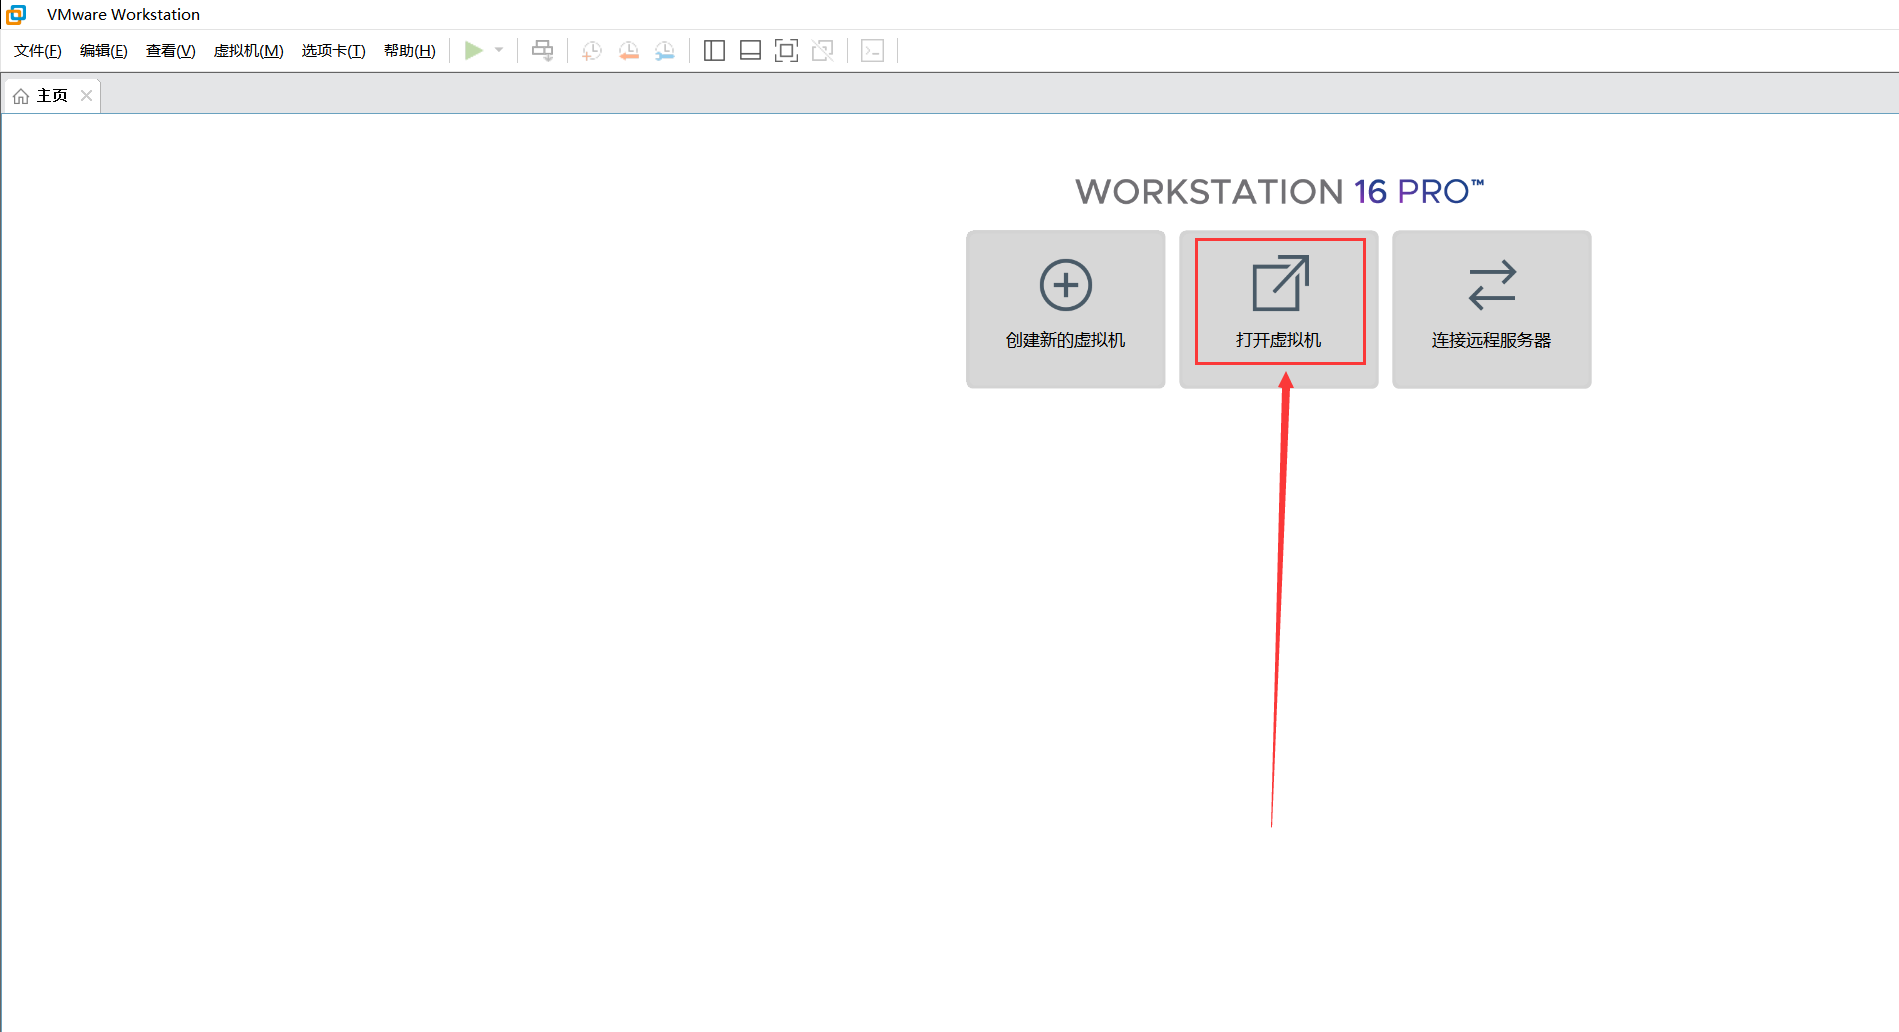 VMware Workstation
文件(F) 编辑(E) 查看(V) 虚拟机(M) 选项卡(T) 帮助(H)
主页
WORKSTATION 16 PRO™
创建新的虚拟机 打开虚拟机 连接远程服务器